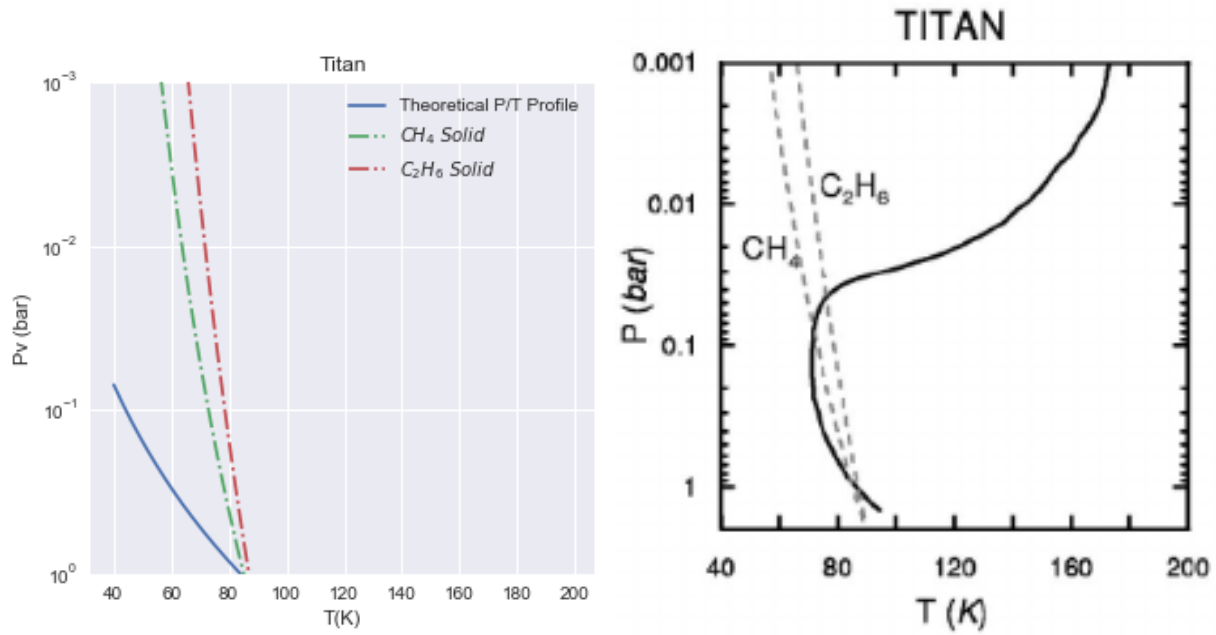 Titan
10⁻³
10⁻²
10⁻¹
10⁰
Pv (bar)
Theoretical P/T Profile
CH₄ Solid
C₂H₆ Solid
40 60 80 100 120 140 160 180 200
T(K)
TITAN
0.001
0.01
0.1
1
P (bar)
C₂H₆
CH₄
40 80 120 160 200
T (K)